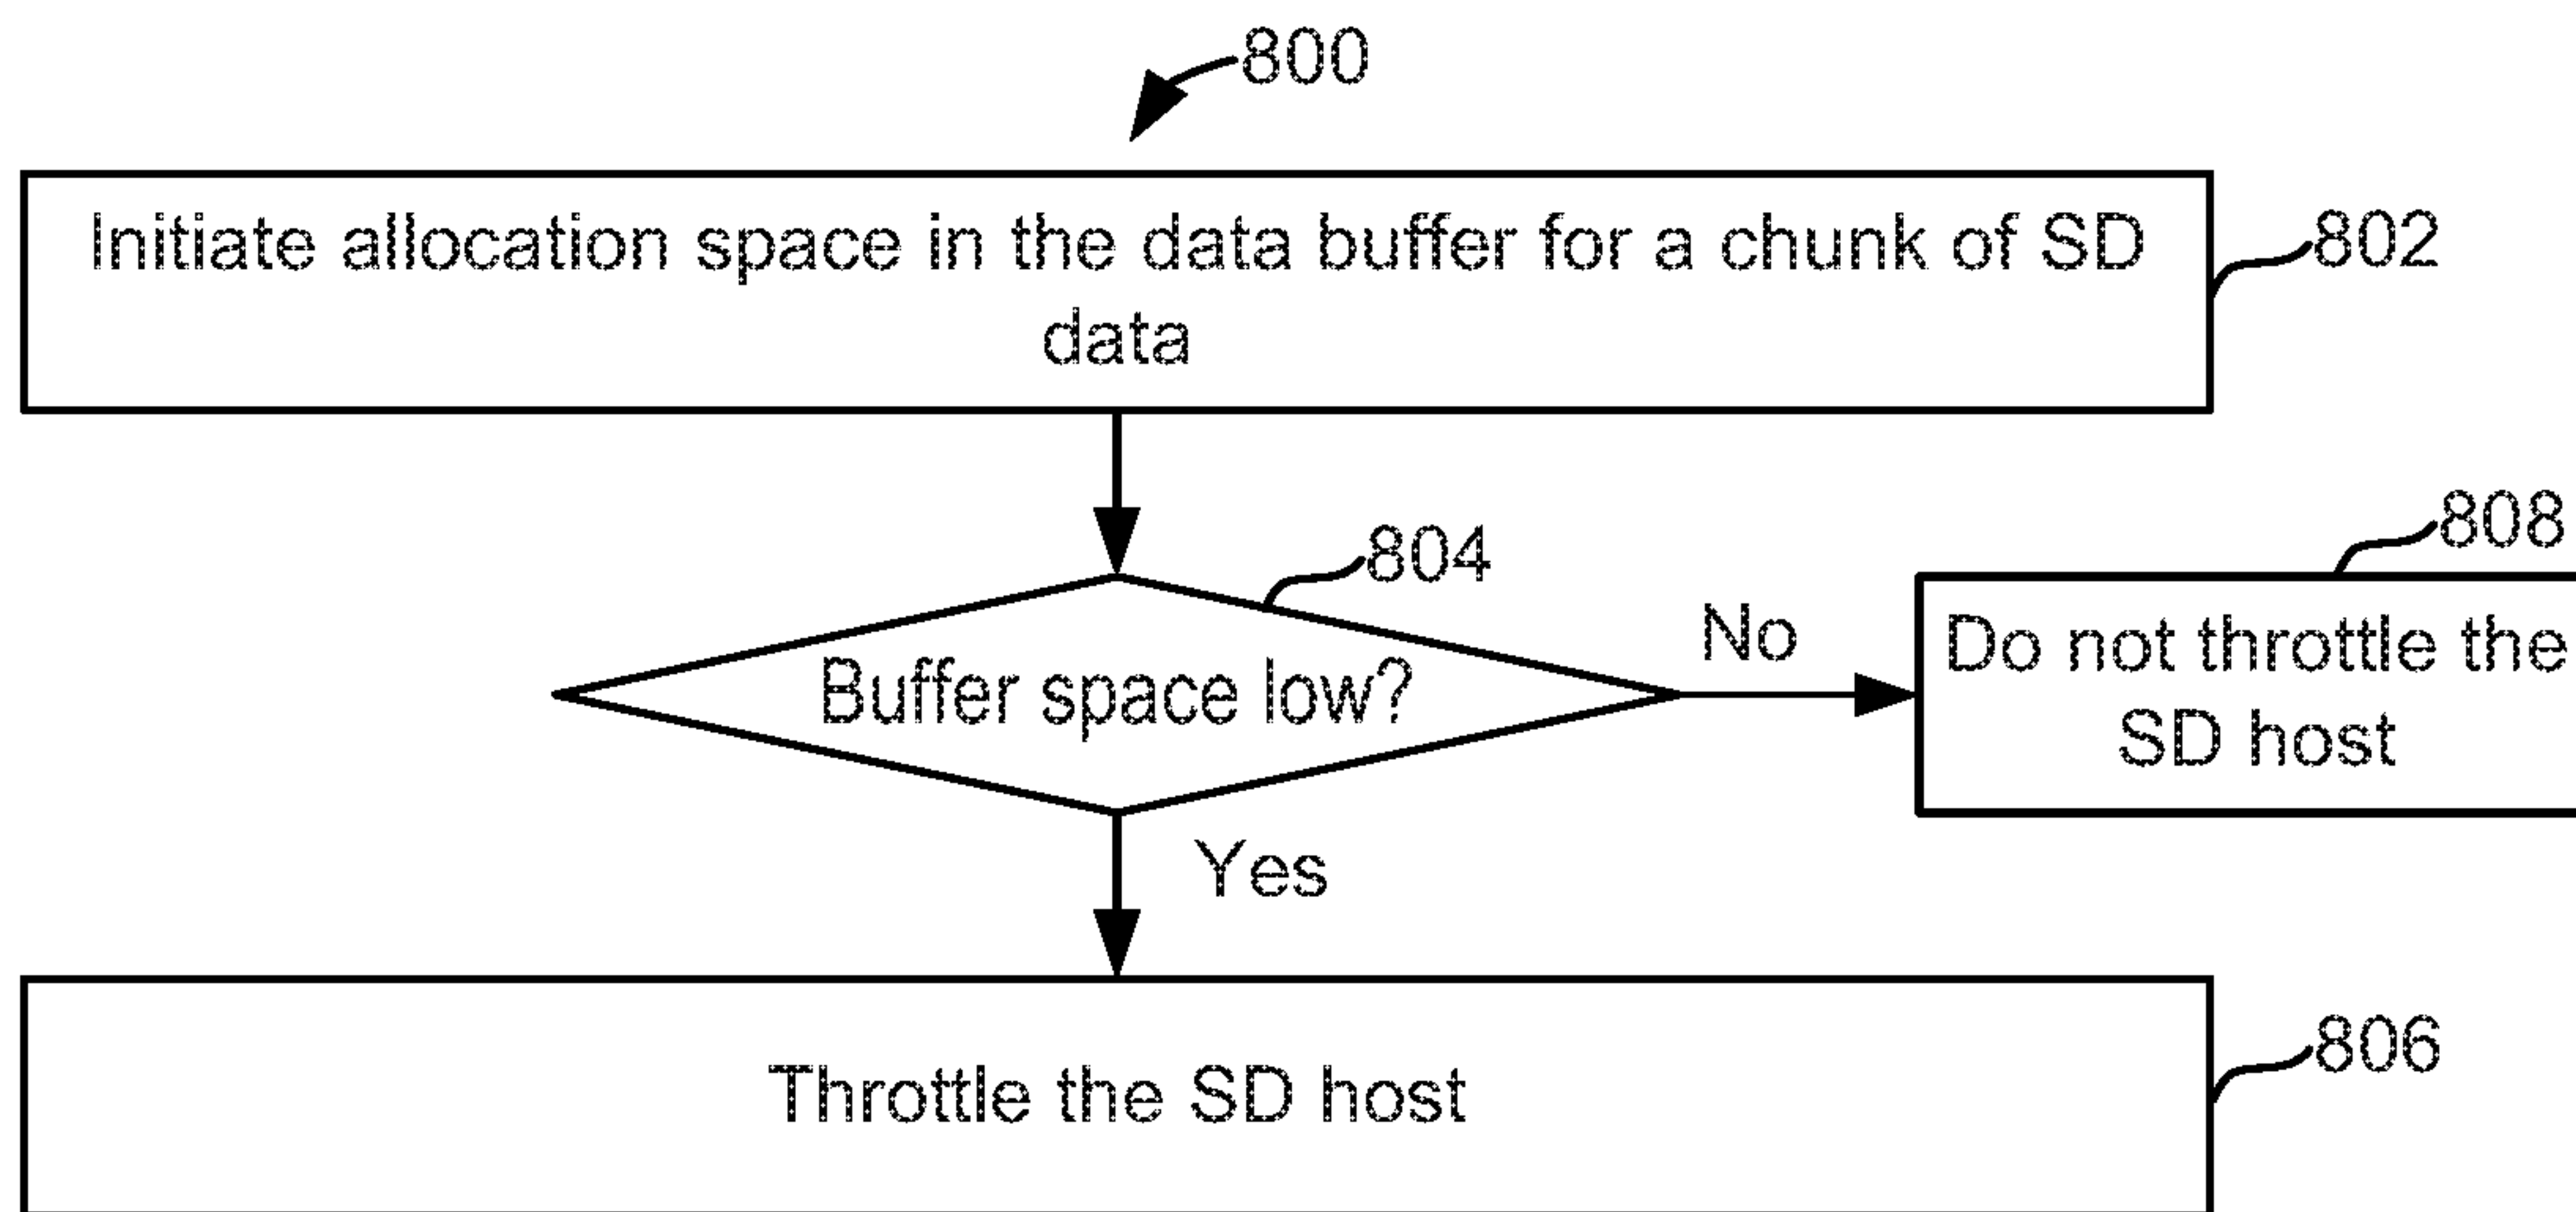 800
Initiate allocation space in the data buffer for a chunk of SD
data
802
804
808
Buffer space low?
No
Do not throttle the
SD host
Yes
Throttle the SD host
806